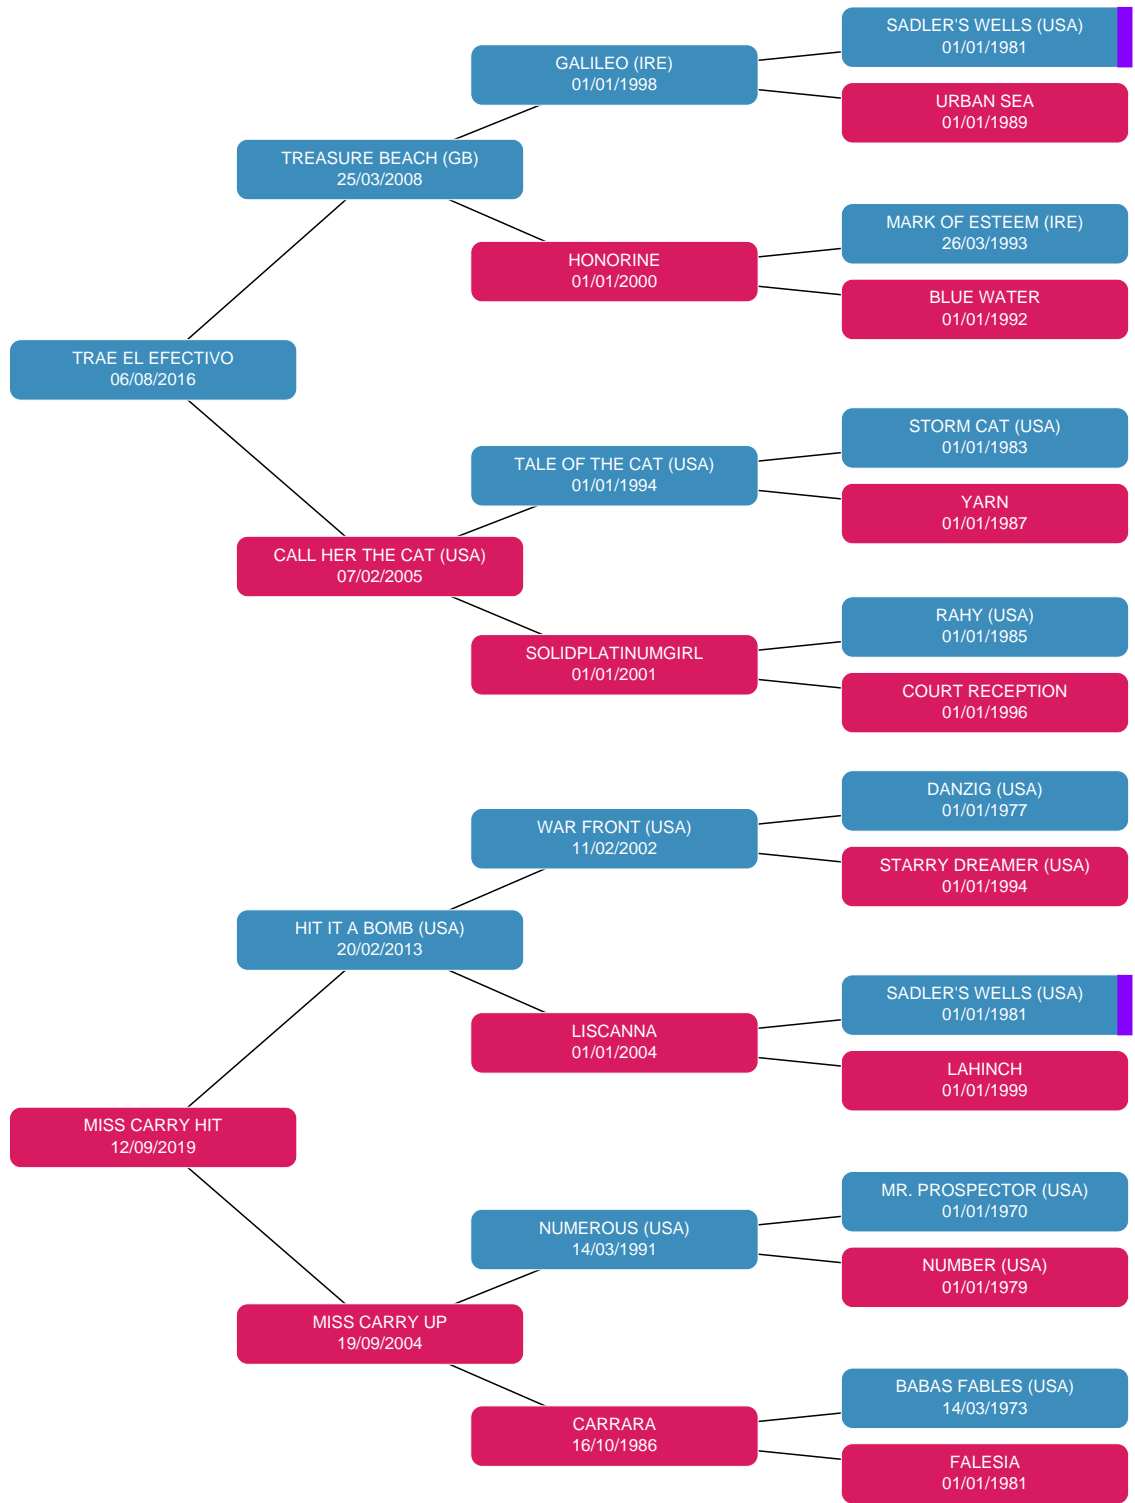 SADLER'S WELLS (USA)
01/01/1981
GALILEO (IRE)
01/01/1998
URBAN SEA
01/01/1989
TREASURE BEACH (GB)
25/03/2008
MARK OF ESTEEM (IRE)
26/03/1993
HONORINE
01/01/2000
BLUE WATER
01/01/1992
TRAE EL EFECTIVO
06/08/2016
STORM CAT (USA)
01/01/1983
TALE OF THE CAT (USA)
01/01/1994
YARN
01/01/1987
CALL HER THE CAT (USA)
07/02/2005
RAHY (USA)
01/01/1985
SOLIDPLATINUMGIRL
01/01/2001
COURT RECEPTION
01/01/1996
DANZIG (USA)
01/01/1977
WAR FRONT (USA)
11/02/2002
STARRY DREAMER (USA)
01/01/1994
HIT IT A BOMB (USA)
20/02/2013
SADLER'S WELLS (USA)
01/01/1981
LISCANNA
01/01/2004
LAHINCH
01/01/1999
MISS CARRY HIT
12/09/2019
MR. PROSPECTOR (USA)
01/01/1970
NUMEROUS (USA)
14/03/1991
NUMBER (USA)
01/01/1979
MISS CARRY UP
19/09/2004
BABAS FABLES (USA)
14/03/1973
CARRARA
16/10/1986
FALESIA
01/01/1981